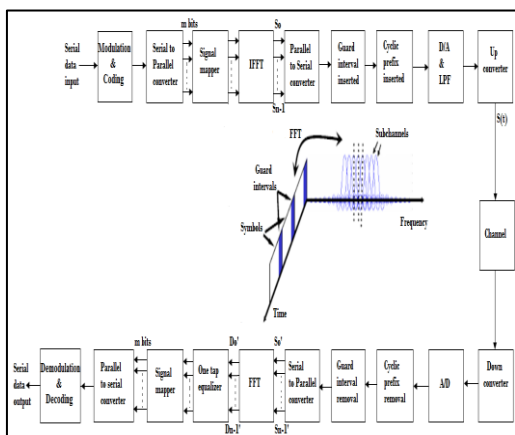 m bits
So
Serial
data
input
Modulation
&
Coding
Serial to
Parallel
converter
Signal
mapper
IFFT
Parallel
to Serial
converter
Guard
interval
inserted
Cyclic
prefix
inserted
D/A
&
LPF
Up
converter
Sn-1
S(t)
FFT
Subchannels
Guard
intervals
Symbols
Frequency
Time
Channel
m bits
Do'
So'
Serial
data
output
Demodulation
&
Decoding
Parallel
to serial
converter
Signal
mapper
One tap
equalizer
FFT
Serial
to Parallel
converter
Guard
interval
removal
Cyclic
prefix
removal
A/D
Down
converter
Dn-1'
Sn-1'